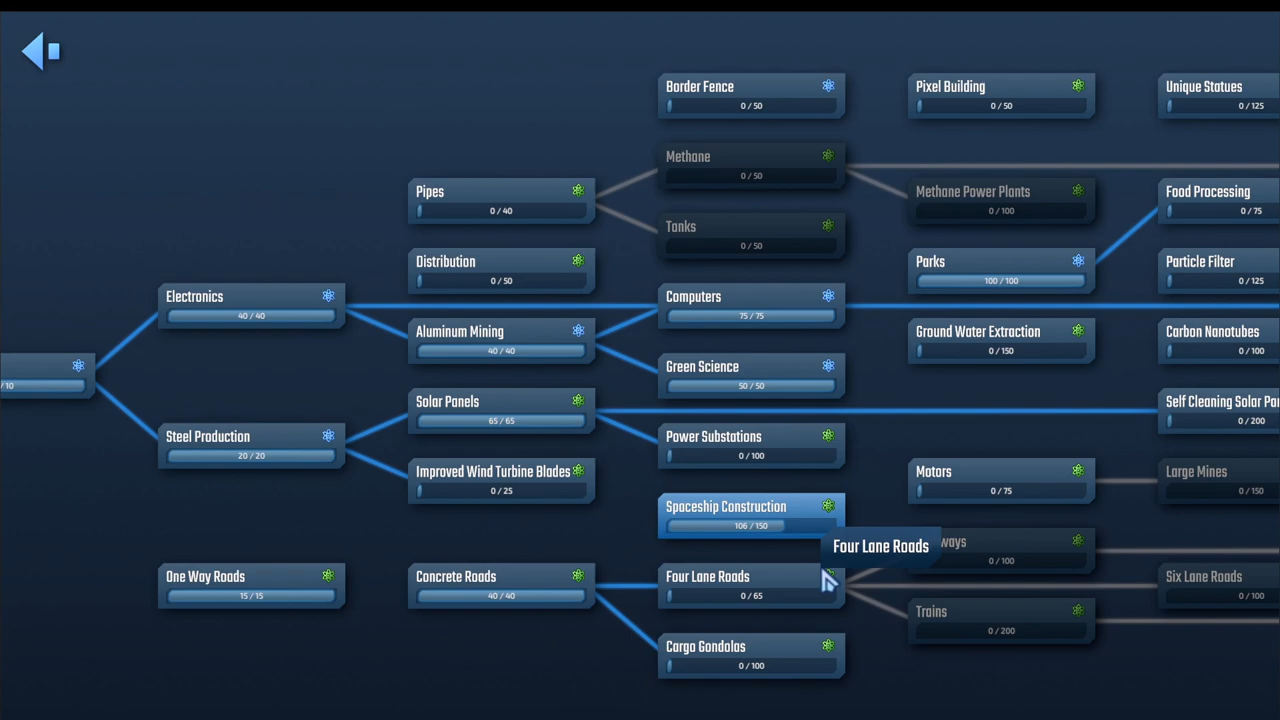 Border Fence
0 / 50
Pixel Building
0 / 50
Unique Statues
0 / 125
Methane
0 / 50
Pipes
0 / 40
Methane Power Plants
0 / 100
Food Processing
0 / 75
Tanks
0 / 50
Distribution
0 / 50
Parks
100 / 100
Particle Filter
0 / 125
Electronics
40 / 40
Computers
75 / 75
Aluminum Mining
40 / 40
Ground Water Extraction
0 / 150
Carbon Nanotubes
0 / 100
/ 10
Green Science
50 / 50
Solar Panels
65 / 65
Self Cleaning Solar
0 / 200
Steel Production
20 / 20
Power Substations
0 / 100
Improved Wind Turbine Blades
0 / 25
Motors
0 / 75
Large Mines
0 / 150
Spaceship Construction
106 / 150
Four Lane Roads
ways
0 / 100
One Way Roads
15 / 15
Concrete Roads
40 / 40
Four Lane Roads
0 / 65
Six Lane Roads
0 / 100
Trains
0 / 200
Cargo Gondolas
0 / 100